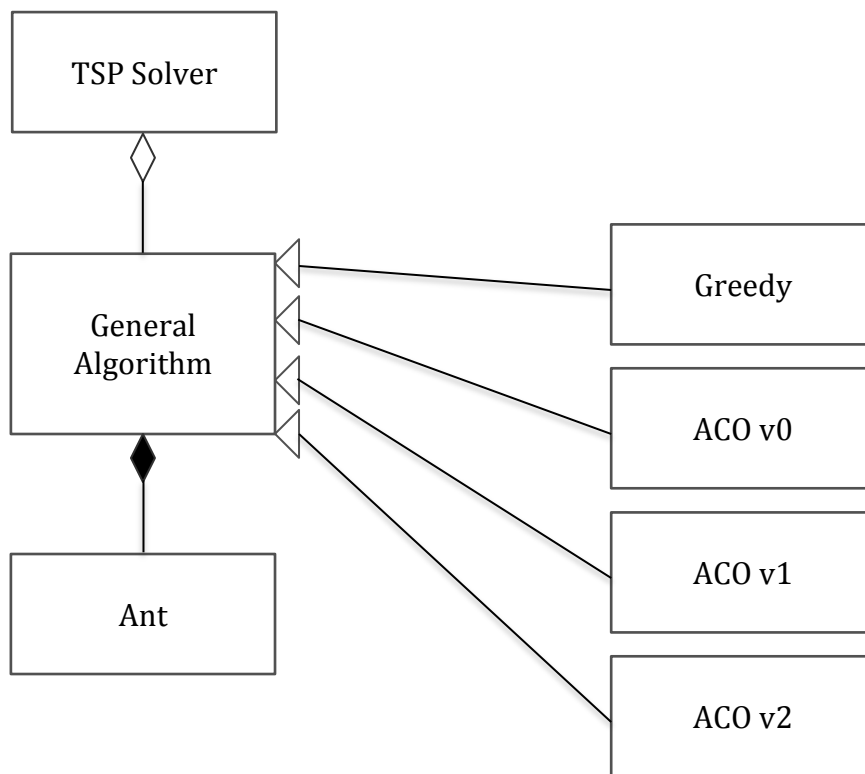 TSP Solver
General
Algorithm
Ant
Greedy
ACO v0
ACO v1
ACO v2